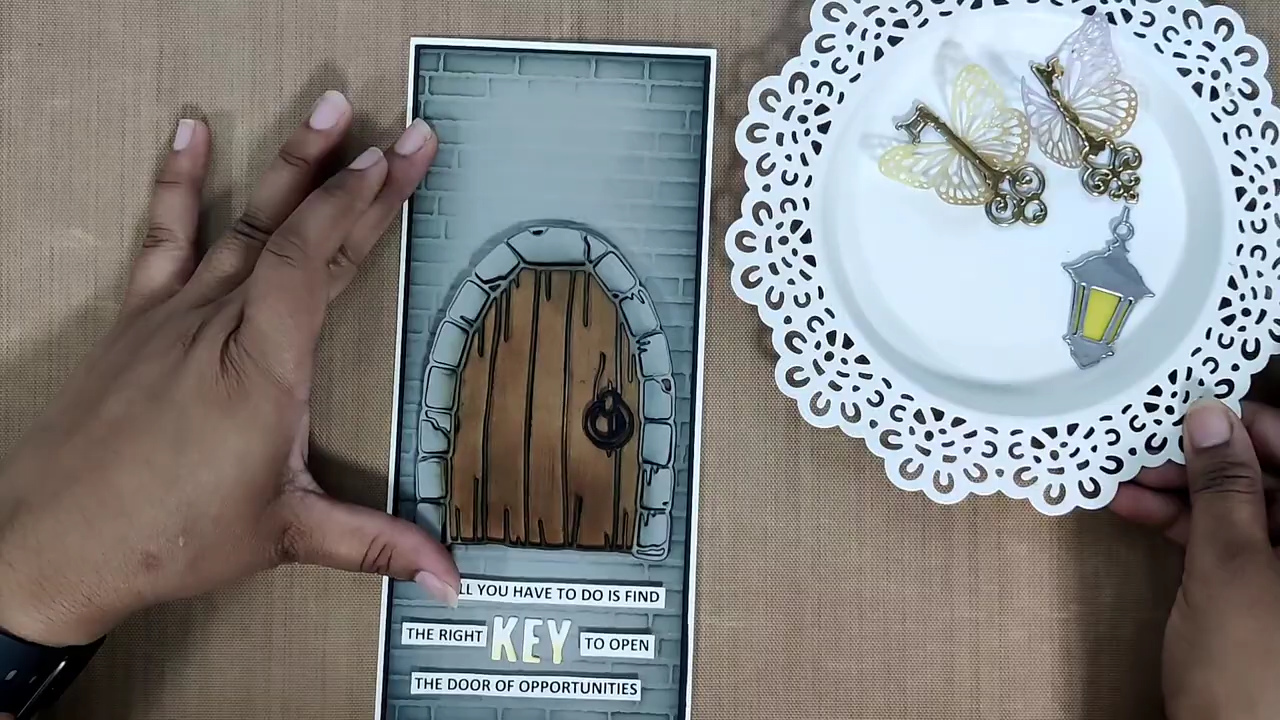 LL YOU HAVE TO DO IS FIND
THE RIGHT KEY TO OPEN
THE DOOR OF OPPORTUNITIES